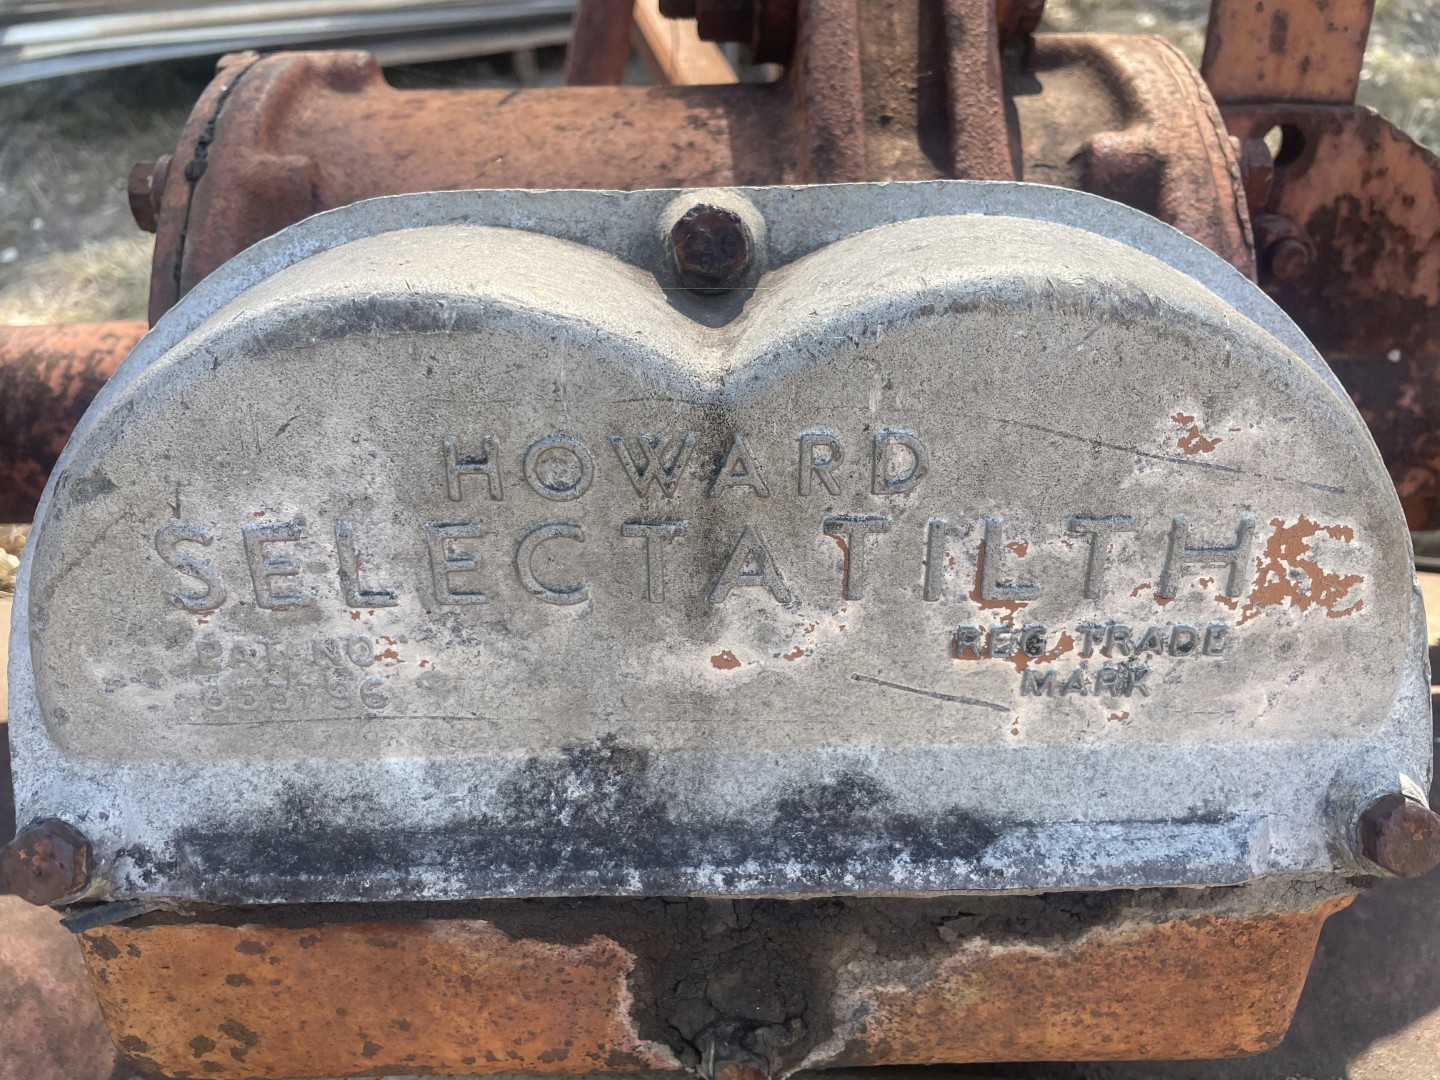 HOWARD
SELECTATILTH
PAT. NO.
REG. TRADE
MARK